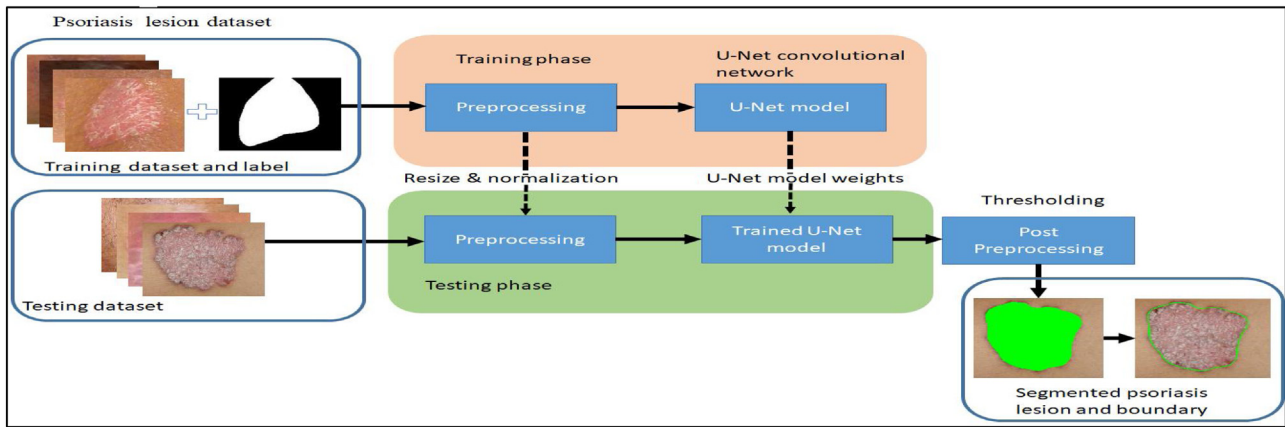 Psoriasis lesion dataset
Training dataset and label
Training phase
U-Net convolutional
network
Preprocessing
U-Net model
Resize & normalization
U-Net model weights
Testing dataset
Preprocessing
Trained U-Net
model
Testing phase
Thresholding
Post
Preprocessing
Segmented psoriasis
lesion and boundary